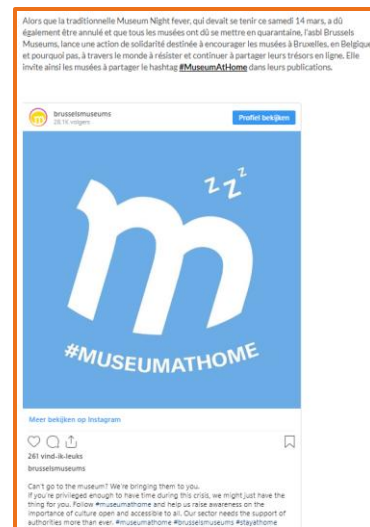 Alors que la traditionnelle Museum Night fever, qui devait se tenir ce samedi 14 mars, a dû
également être annulé et que tous les musées ont dû se mettre en quarantaine, l'asbl Brussels
Museums, lance une action de solidarité destinée à encourager les musées à Bruxelles, en Belgique
et pourquoi pas, à travers le monde à résister et continuer à partager leurs trésors en ligne. Elle
invite ainsi les musées à partager le hashtag #MuseumAtHome dans leurs publications.
m
brusselsmuseums
28.1K volgers
Profiel bekijken
z z z
m
#MUSEUMATHOME
Meer bekijken op Instagram
261 vind-ik-leuks
brusselsmuseums
Can't go to the museum? We're bringing them to you.
If you're privileged enough to have time during this crisis, we might just have the
thing for you. Follow #museumathome and help us raise awareness on the
importance of culture open and accessible to all. Our sector needs the support of
authorities more than ever. #museumathome #brusselsmuseums #stayathome